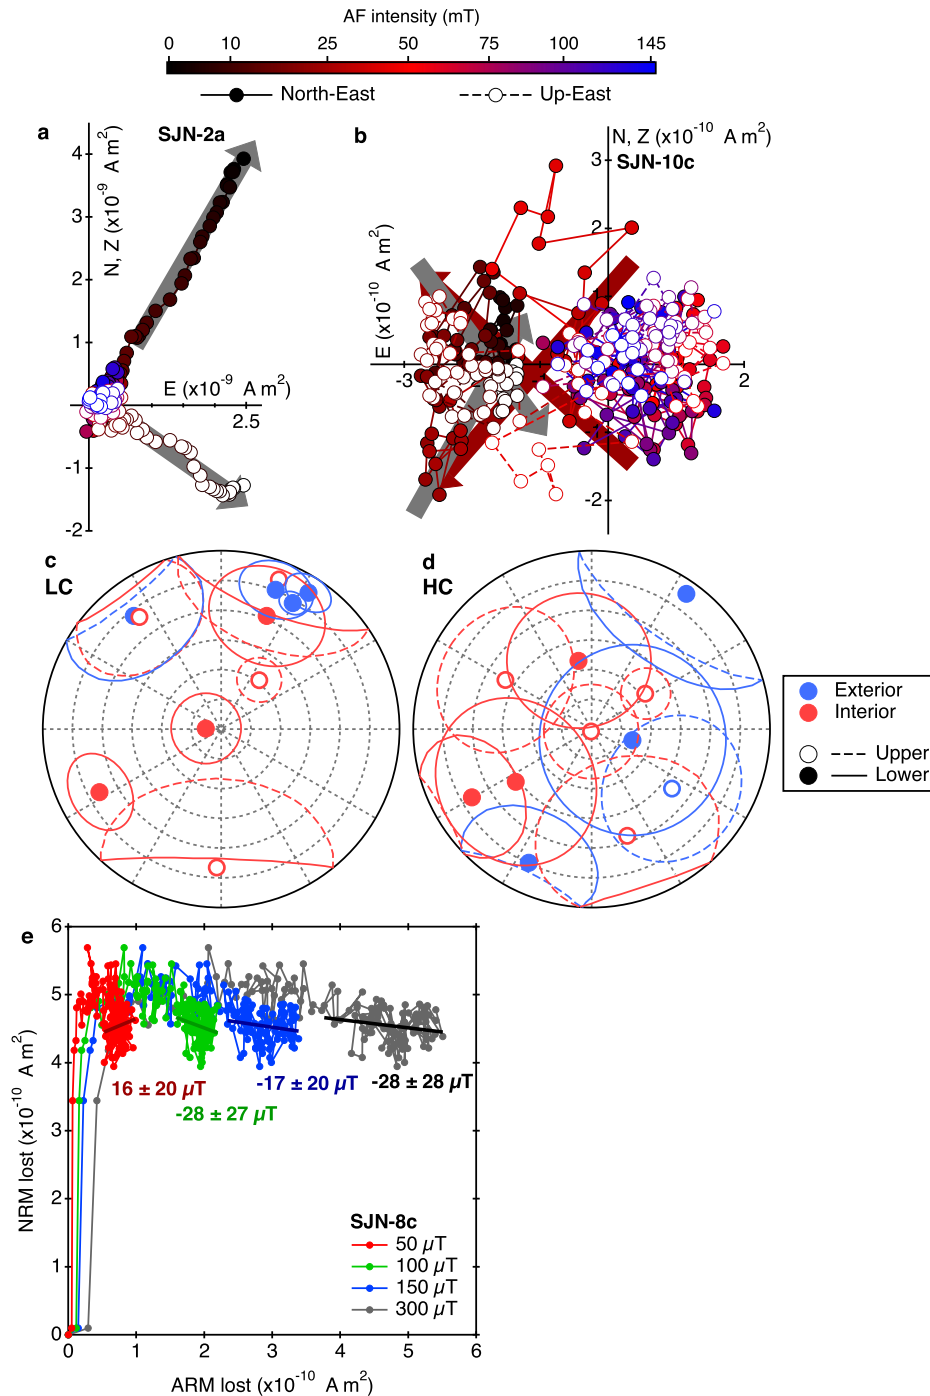 AF intensity (mT)
0 10 25 50 75 100 145
North-East Up-East
a SJN-2a
N, Z (x10⁻⁹ A m²)
4
3
2
1
-1
-2
E (x10⁻⁹ A m²)
2.5
b N, Z (x10⁻¹⁰ A m²)
SJN-10c
3
2
-2
E (x10⁻¹⁰ A m²)
-3
2
c
LC
d
HC
Exterior
Interior
Upper
Lower
e
NRM lost (x10⁻¹⁰ A m²)
6
5
4
3
2
1
0
16 ± 20 µT
-28 ± 27 µT
-17 ± 20 µT
-28 ± 28 µT
SJN-8c
50 µT
100 µT
150 µT
300 µT
0 1 2 3 4 5 6
ARM lost (x10⁻¹⁰ A m²)